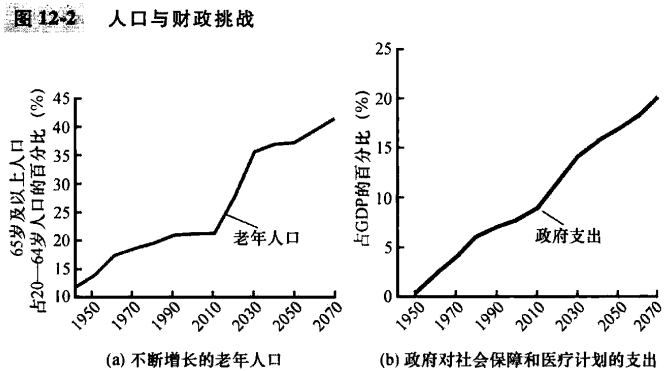 图 12-2 人口与财政挑战
65岁及以上人口
占20—64岁人口的百分比（%）
45
40
35
30
25
20
15
10
老年人口
1950 1970 1990 2010 2030 2050 2070
(a) 不断增长的老年人口
占GDP的百分比（%）
25
20
15
10
5
0
政府支出
1950 1970 1990 2010 2030 2050 2070
(b) 政府对社会保障和医疗计划的支出